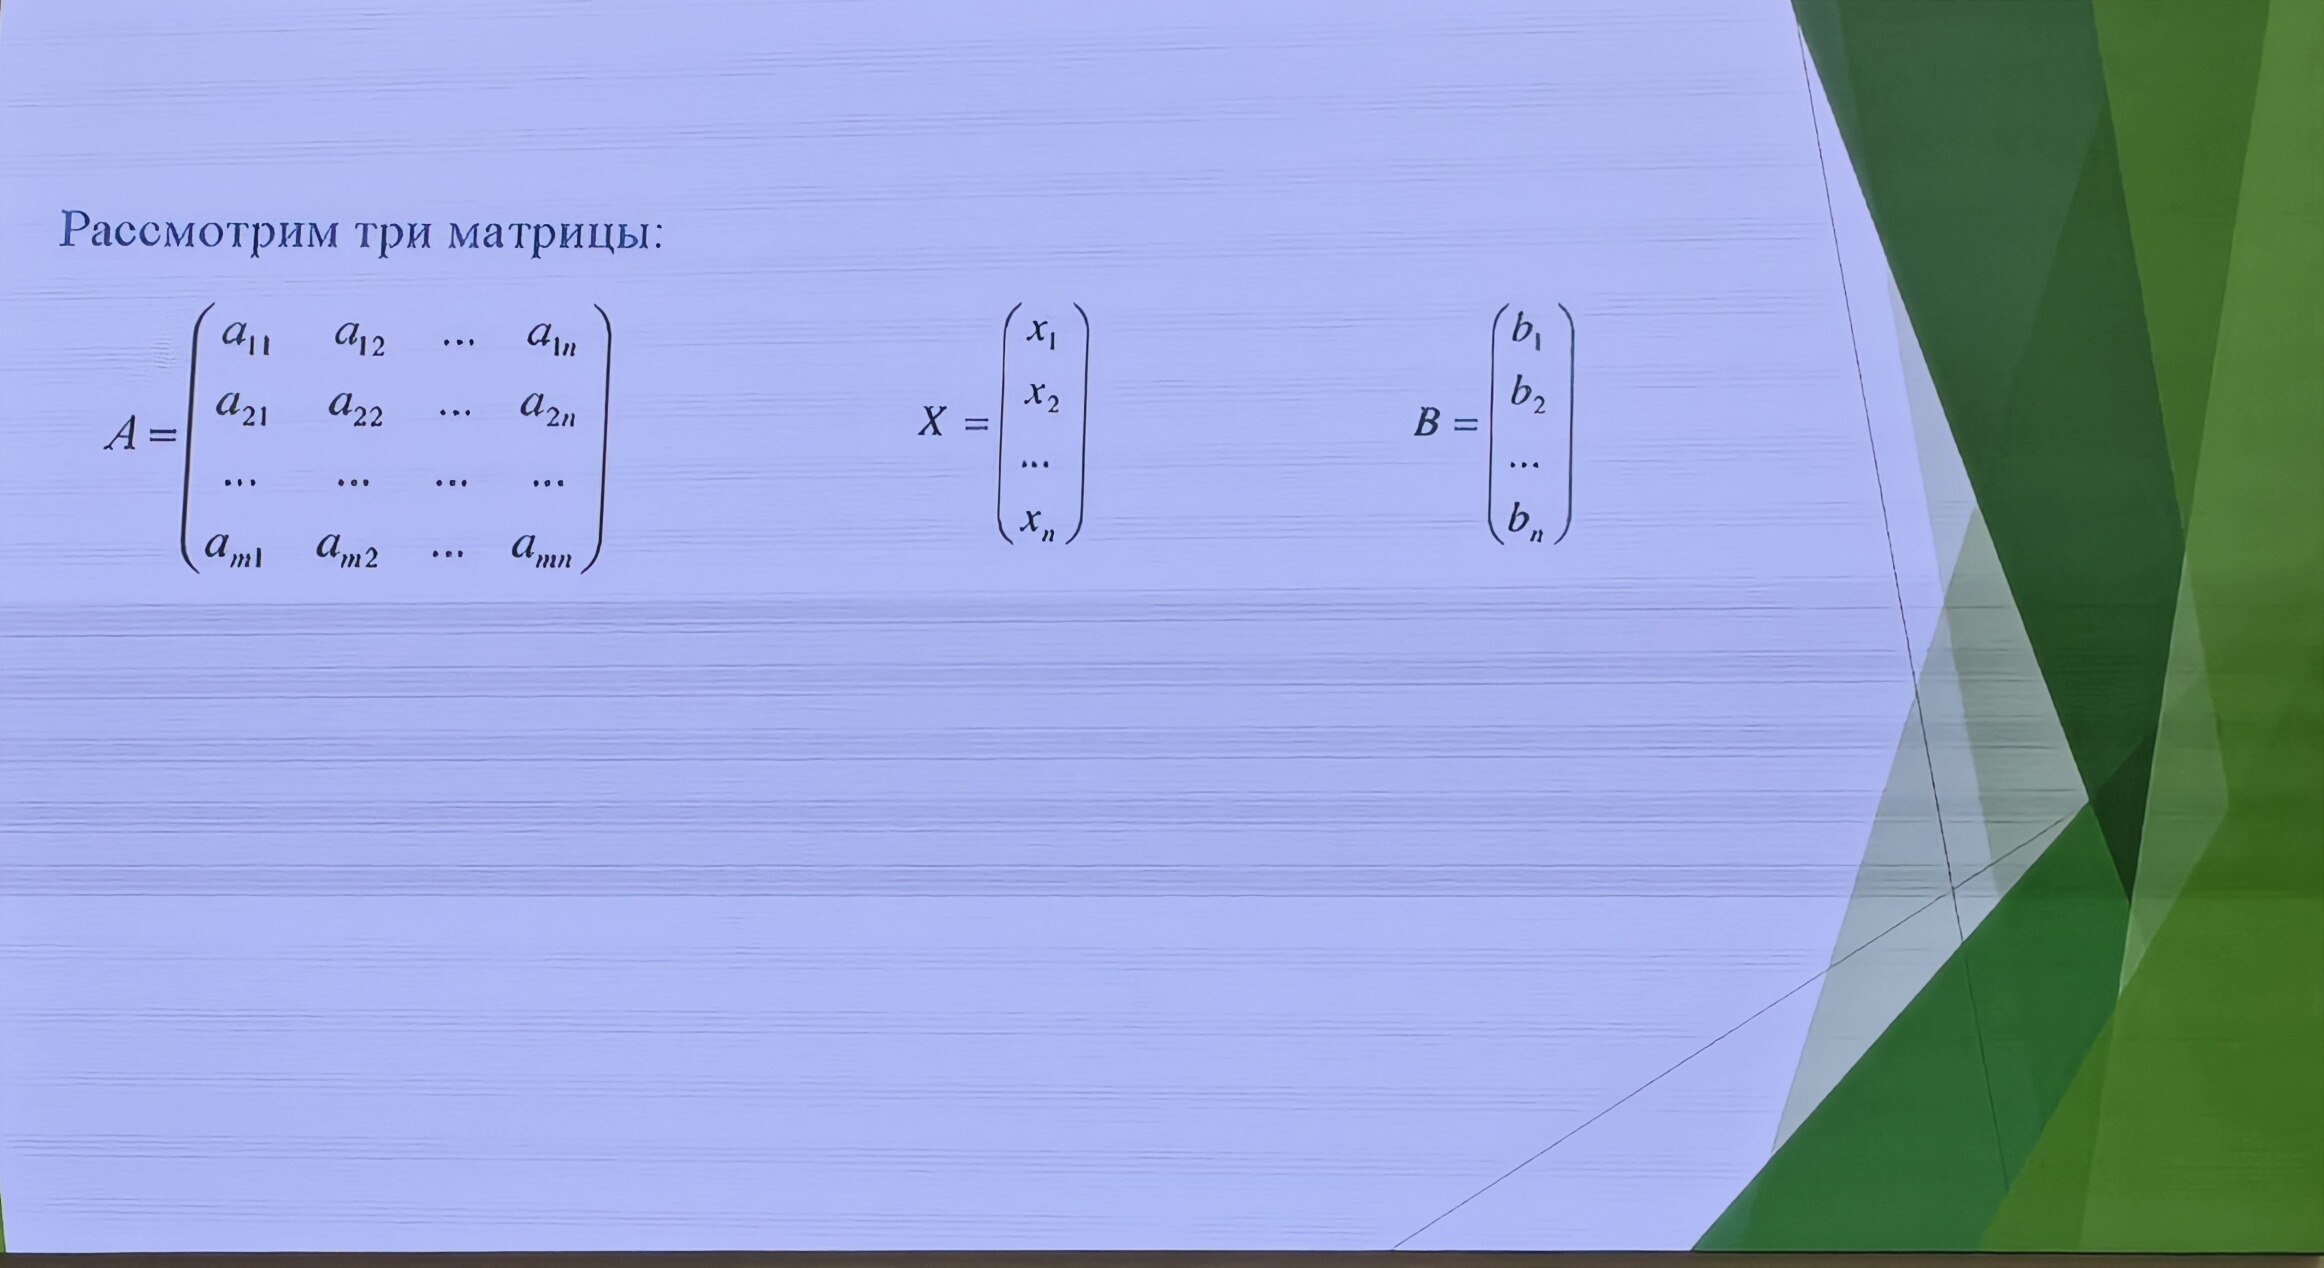 Рассмотрим три матрицы:
A = ( a₁₁ a₁₂ ... a₁ₙ
a₂₁ a₂₂ ... a₂ₙ
... ... ... ...
aₘ₁ aₘ₂ ... aₘₙ )
X = ( x₁
x₂
...
xₙ )
B = ( b₁
b₂
...
bₙ )